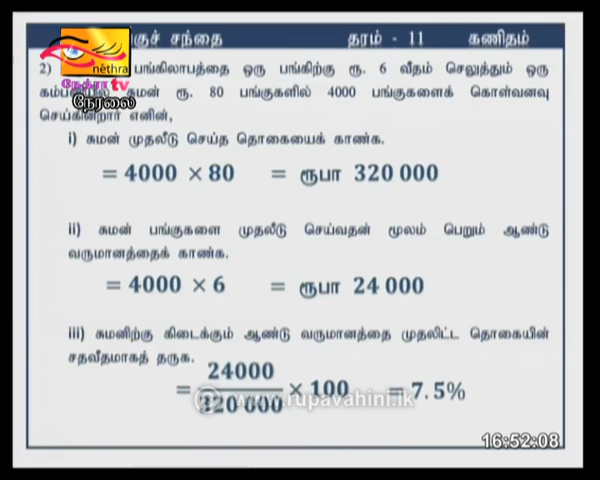 குச் சந்தை தரம் - 11 கணிதம்
nēthra
நேத்ரா tv
நேரலை
2) பங்கிலாபத்தை ஒரு பங்கிற்கு ரூ. 6 வீதம் செலுத்தும் ஒரு
சுமன் ரூ. 80 பங்குகளில் 4000 பங்குகளைக் கொள்வனவு
செய்கின்றார் எனின்,
i) சுமன் முதலீடு செய்த தொகையைக் காண்க.
= 4000 × 80 = ரூபா 320 000
ii) சுமன் பங்குகளை முதலீடு செய்வதன் மூலம் பெறும் ஆண்டு
வருமானத்தைக் காண்க.
= 4000 × 6 = ரூபா 24 000
iii) சுமனிற்கு கிடைக்கும் ஆண்டு வருமானத்தை முதலிட்ட தொகையின்
சதவீதமாகத் தருக.
= 24000 / 320 000 × 100 = 7.5%
www.rupavahini.lk
16:52:08